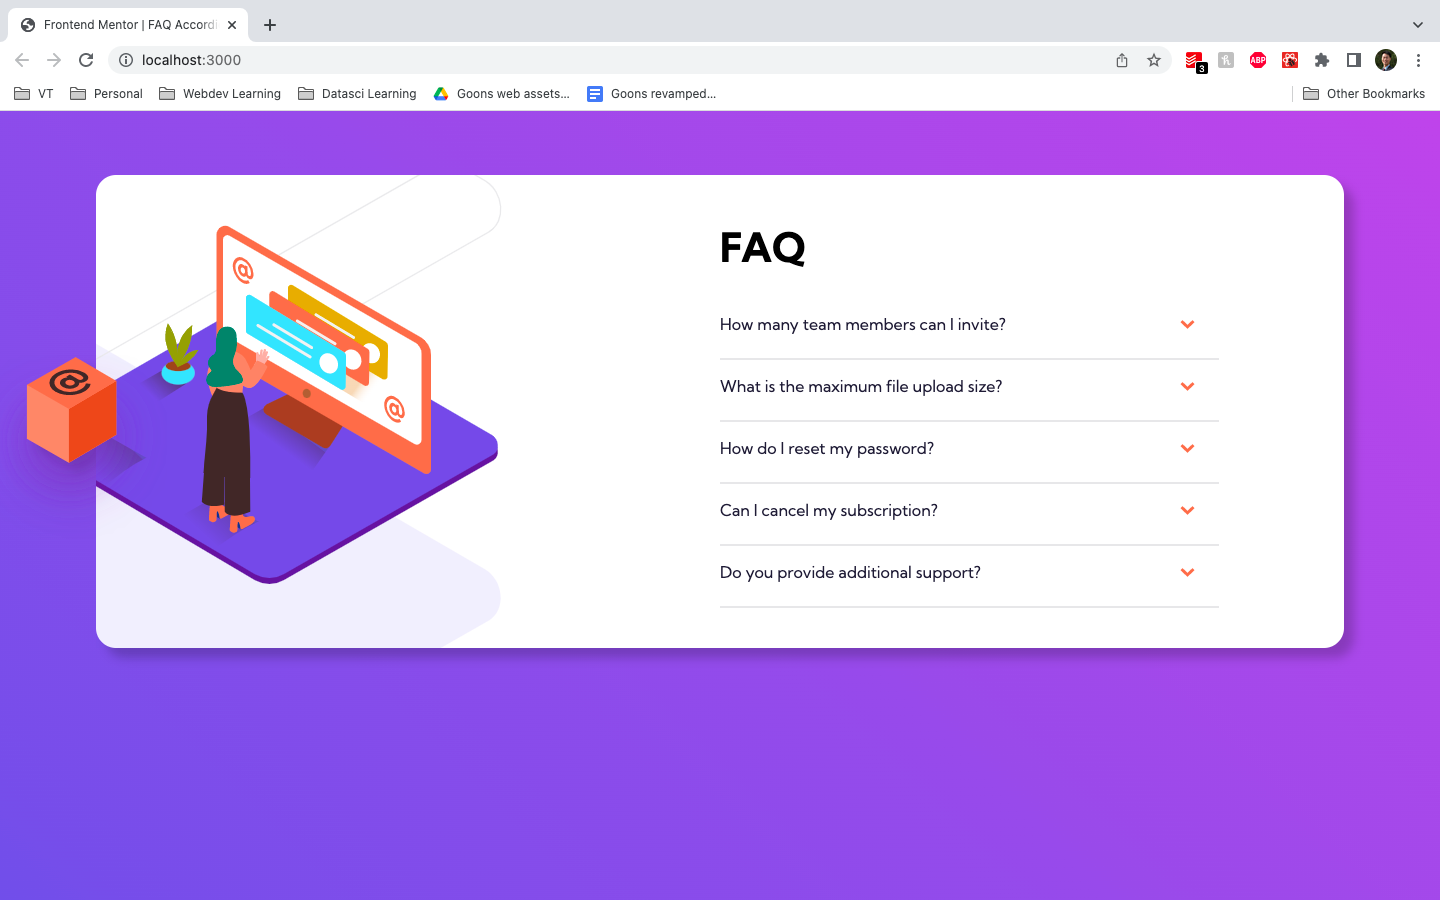 Frontend Mentor | FAQ Accordi
localhost:3000
3
ABP
VT
Personal
Webdev Learning
Datasci Learning
Goons web assets...
Goons revamped...
Other Bookmarks
@
@
@
FAQ
How many team members can I invite?
What is the maximum file upload size?
How do I reset my password?
Can I cancel my subscription?
Do you provide additional support?